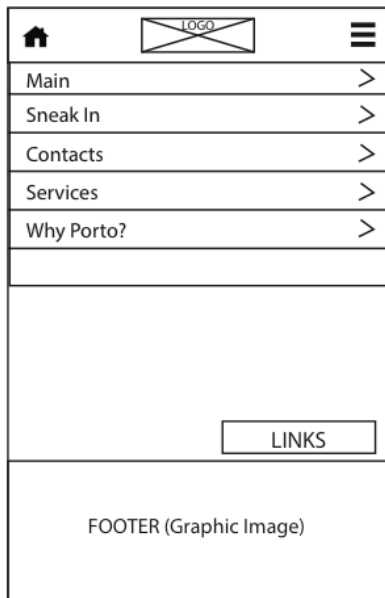 LOGO
Main
Sneak In
Contacts
Services
Why Porto?
LINKS
FOOTER (Graphic Image)